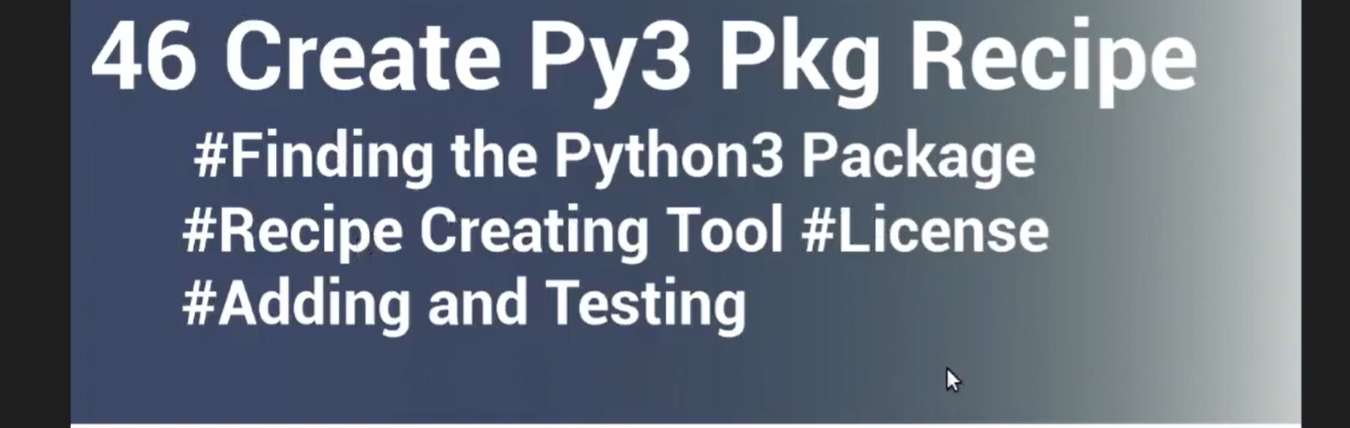 46 Create Py3 Pkg Recipe
#Finding the Python3 Package
#Recipe Creating Tool #License
#Adding and Testing